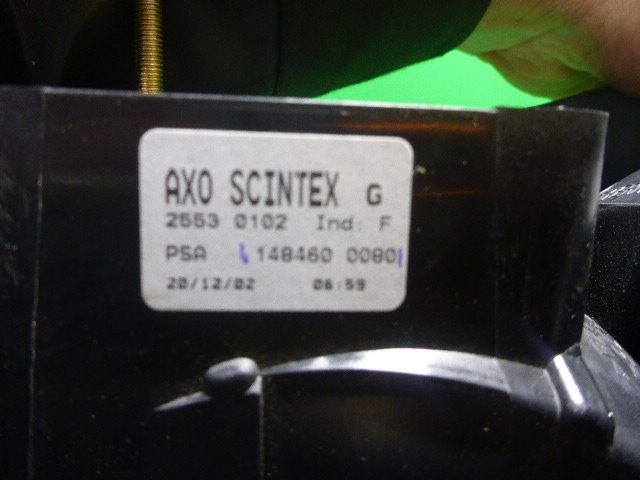 AXO SCINTEX G
2553 0102 Ind: F
PSA 148460 0080
20/12/02 06:59